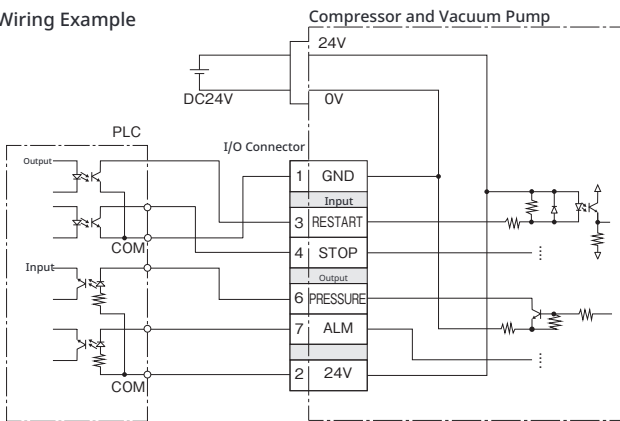 Wiring Example
Compressor and Vacuum Pump
24V
DC24V
0V
PLC
I/O Connector
Output
1 GND
Input
3 RESTART
COM
4 STOP
Input
Output
6 PRESSURE
7 ALM
COM
2 24V